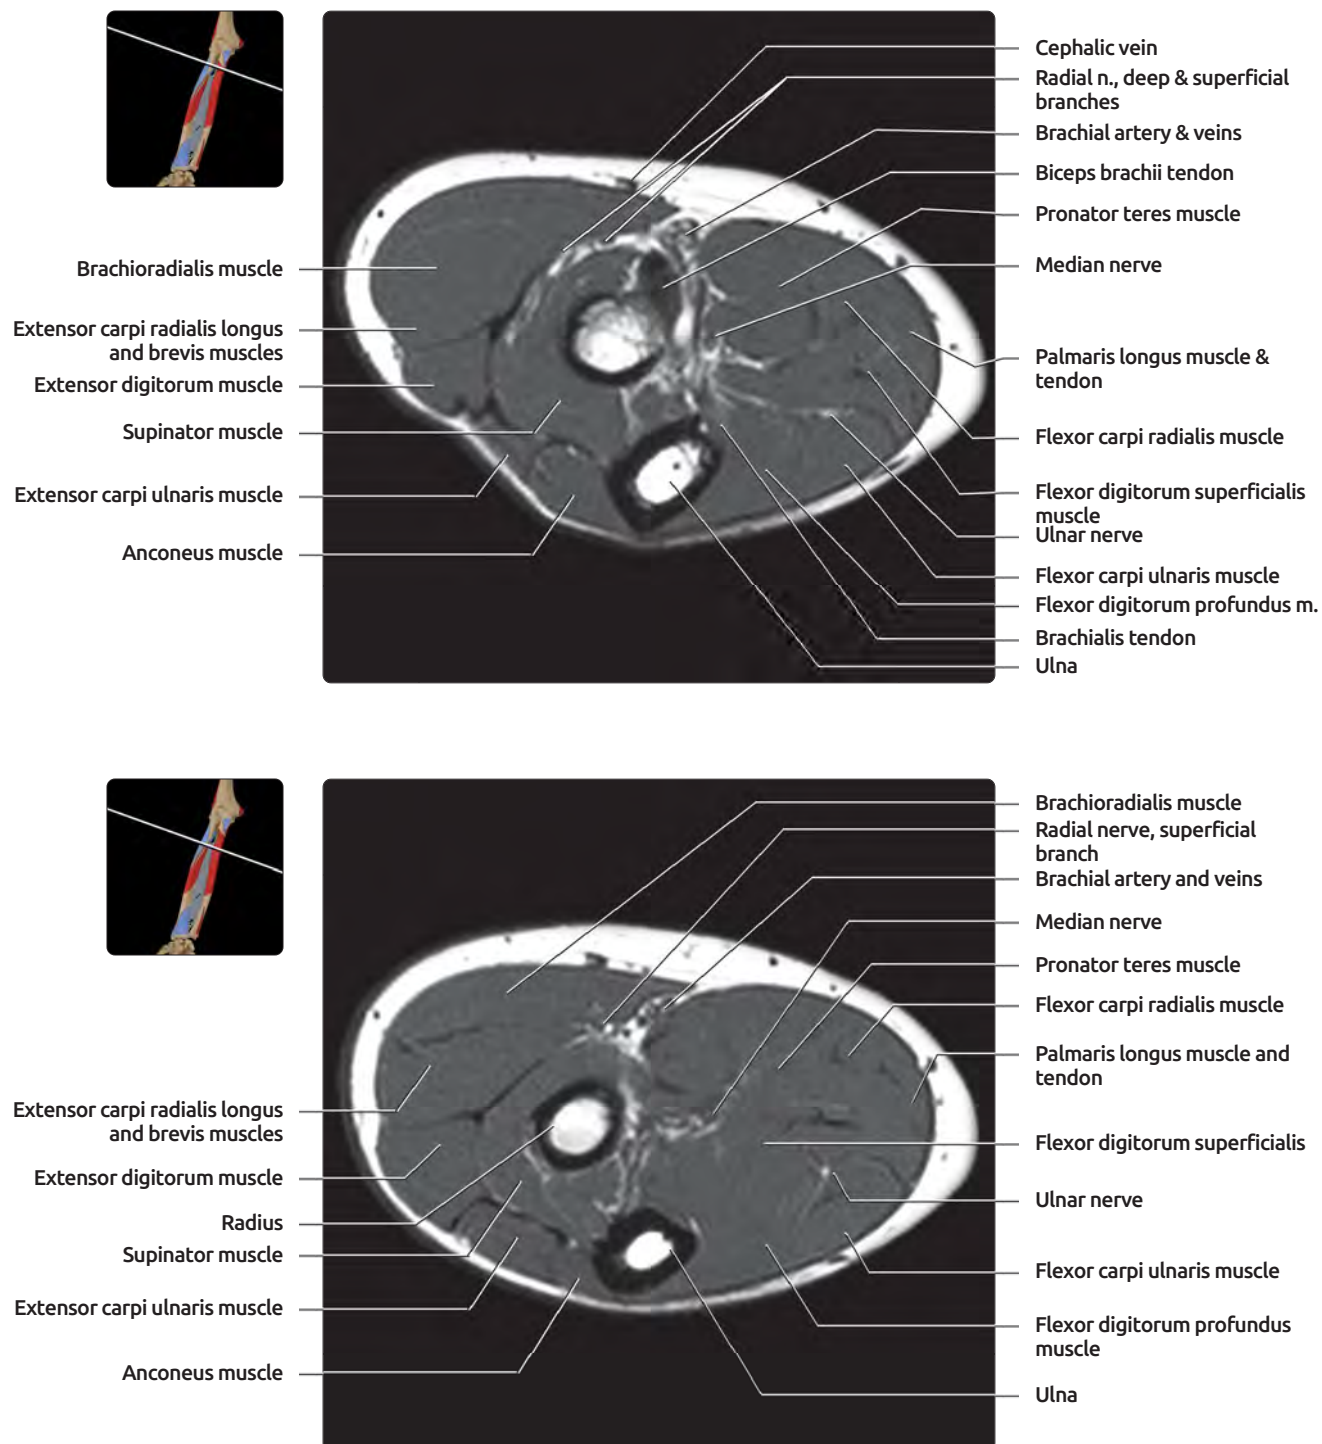 Cephalic vein
Radial n., deep & superficial
branches
Brachial artery & veins
Biceps brachii tendon
Pronator teres muscle
Median nerve
Palmaris longus muscle &
tendon
Flexor carpi radialis muscle
Flexor digitorum superficialis
muscle
Ulnar nerve
Flexor carpi ulnaris muscle
Flexor digitorum profundus m.
Brachialis tendon
Ulna
Brachioradialis muscle
Extensor carpi radialis longus
and brevis muscles
Extensor digitorum muscle
Supinator muscle
Extensor carpi ulnaris muscle
Anconeus muscle
Brachioradialis muscle
Radial nerve, superficial
branch
Brachial artery and veins
Median nerve
Pronator teres muscle
Flexor carpi radialis muscle
Palmaris longus muscle and
tendon
Flexor digitorum superficialis
Ulnar nerve
Flexor carpi ulnaris muscle
Flexor digitorum profundus
muscle
Ulna
Extensor carpi radialis longus
and brevis muscles
Extensor digitorum muscle
Radius
Supinator muscle
Extensor carpi ulnaris muscle
Anconeus muscle